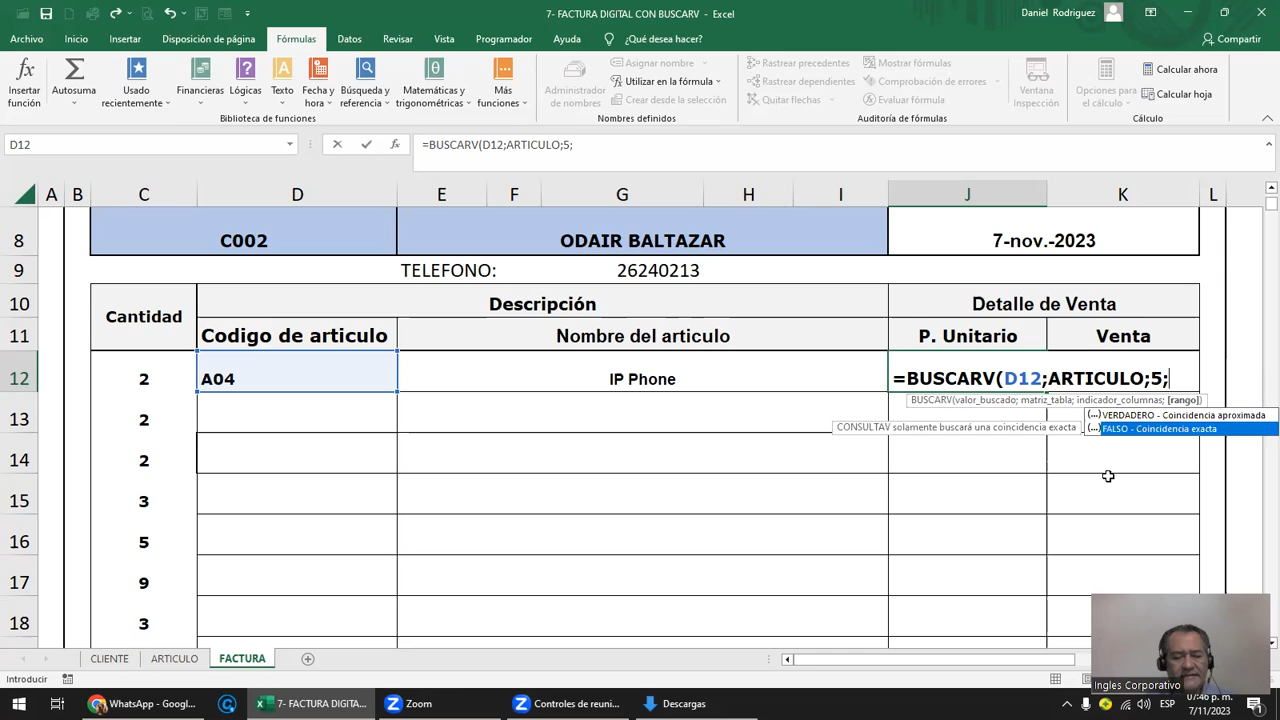 7- FACTURA DIGITAL CON BUSCARV - Excel
Daniel Rodriguez
Archivo Inicio Insertar Disposición de página Fórmulas Datos Revisar Vista Programador Ayuda ¿Qué desea hacer? Compartir
Insertar función
Autosuma
Usado recientemente
Financieras
Lógicas
Texto
Fecha y hora
Búsqueda y referencia
Matemáticas y trigonométricas
Más funciones
Biblioteca de funciones
Administrador de nombres
Asignar nombre
Utilizar en la fórmula
Crear desde la selección
Nombres definidos
Rastrear precedentes
Rastrear dependientes
Quitar flechas
Mostrar fórmulas
Comprobación de errores
Evaluar fórmula
Ventana Inspección
Auditoría de fórmulas
Opciones para el cálculo
Calcular ahora
Calcular hoja
Cálculo
D12 fx =BUSCARV(D12;ARTICULO;5;
A B C D E F G H I J K L
8 C002 ODAIR BALTAZAR 7-nov.-2023
9 TELEFONO: 26240213
10 Cantidad Descripción Detalle de Venta
11 Codigo de articulo Nombre del articulo P. Unitario Venta
12 2 A04 IP Phone =BUSCARV(D12;ARTICULO;5;
BUSCARV(valor_buscado; matriz_tabla; indicador_columnas; [rango])
(...) VERDADERO - Coincidencia aproximada
CONSULTAV solamente buscará una coincidencia exacta
(...) FALSO - Coincidencia exacta
13 2
14 2
15 3
16 5
17 9
18 3
Ingles Corporativo
CLIENTE ARTICULO FACTURA
Introducir
WhatsApp - Googl...
7- FACTURA DIGITA...
Zoom
Controles de reuni...
Descargas
ESP
07:46 p. m.
7/11/2023